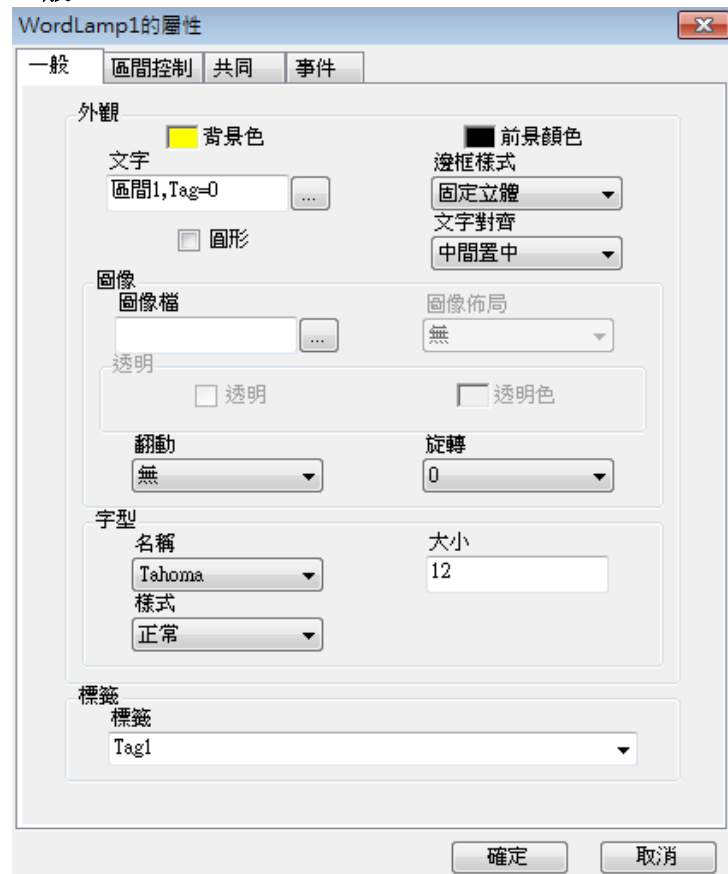 WordLamp1的屬性
一般 區間控制 共同 事件
外觀
背景色 前景顏色
文字 邊框樣式
區間1,Tag=0 ... 固定立體
圓形 文字對齊
中間置中
圖像
圖像檔 圖像佈局
... 無
透明
透明 透明色
翻動 旋轉
無 0
字型
名稱 大小
Tahoma 12
樣式
正常
標籤
標籤
Tag1
確定 取消